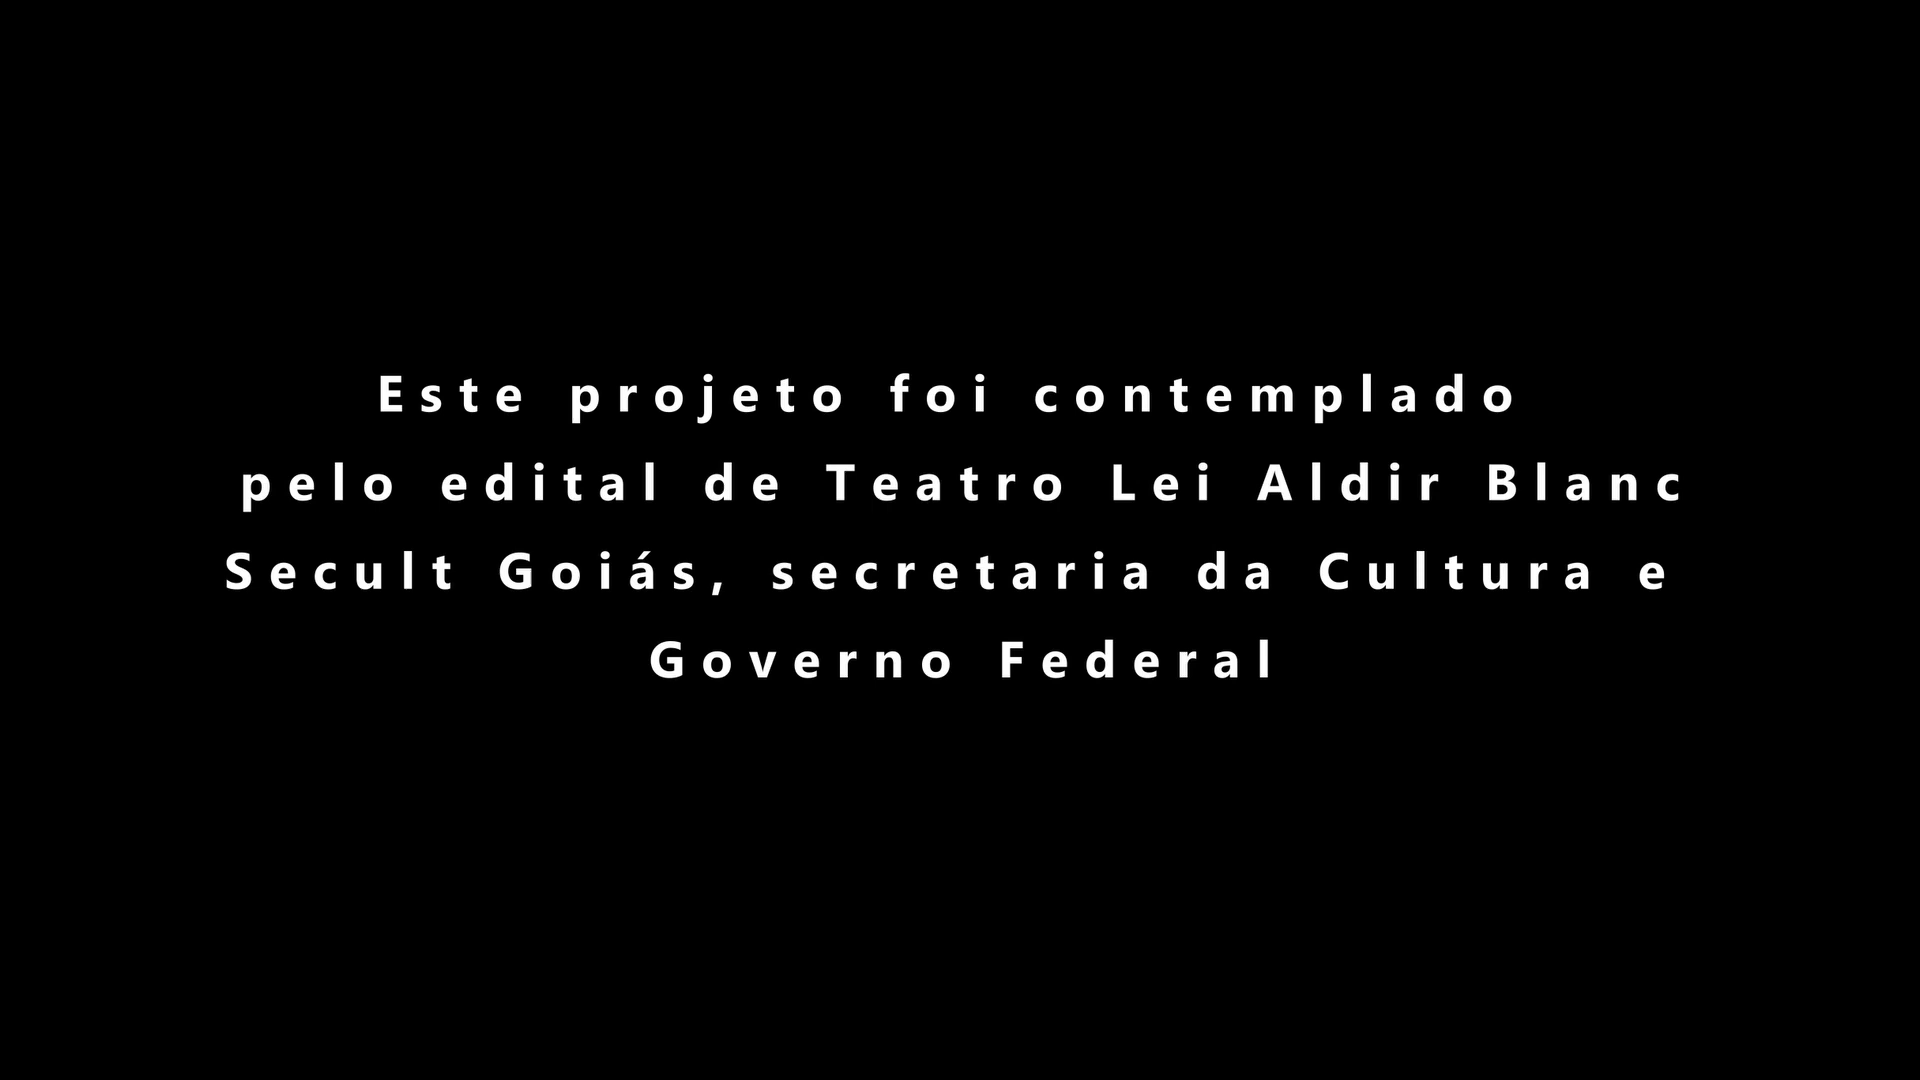 Este projeto foi contemplado
pelo edital de Teatro Lei Aldir Blanc
Secult Goiás, secretaria da Cultura e
Governo Federal